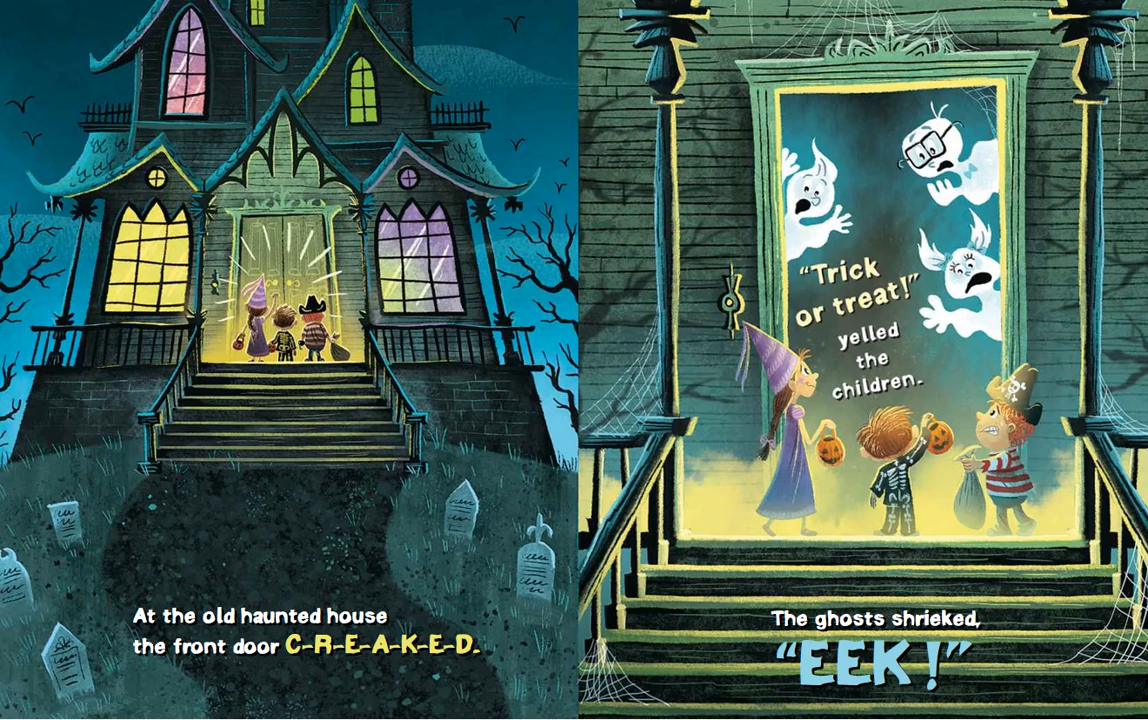 At the old haunted house
the front door C-R-E-A-K-E-D.
“Trick
or treat!”
yelled
the
children.
The ghosts shrieked,
“EEK!”